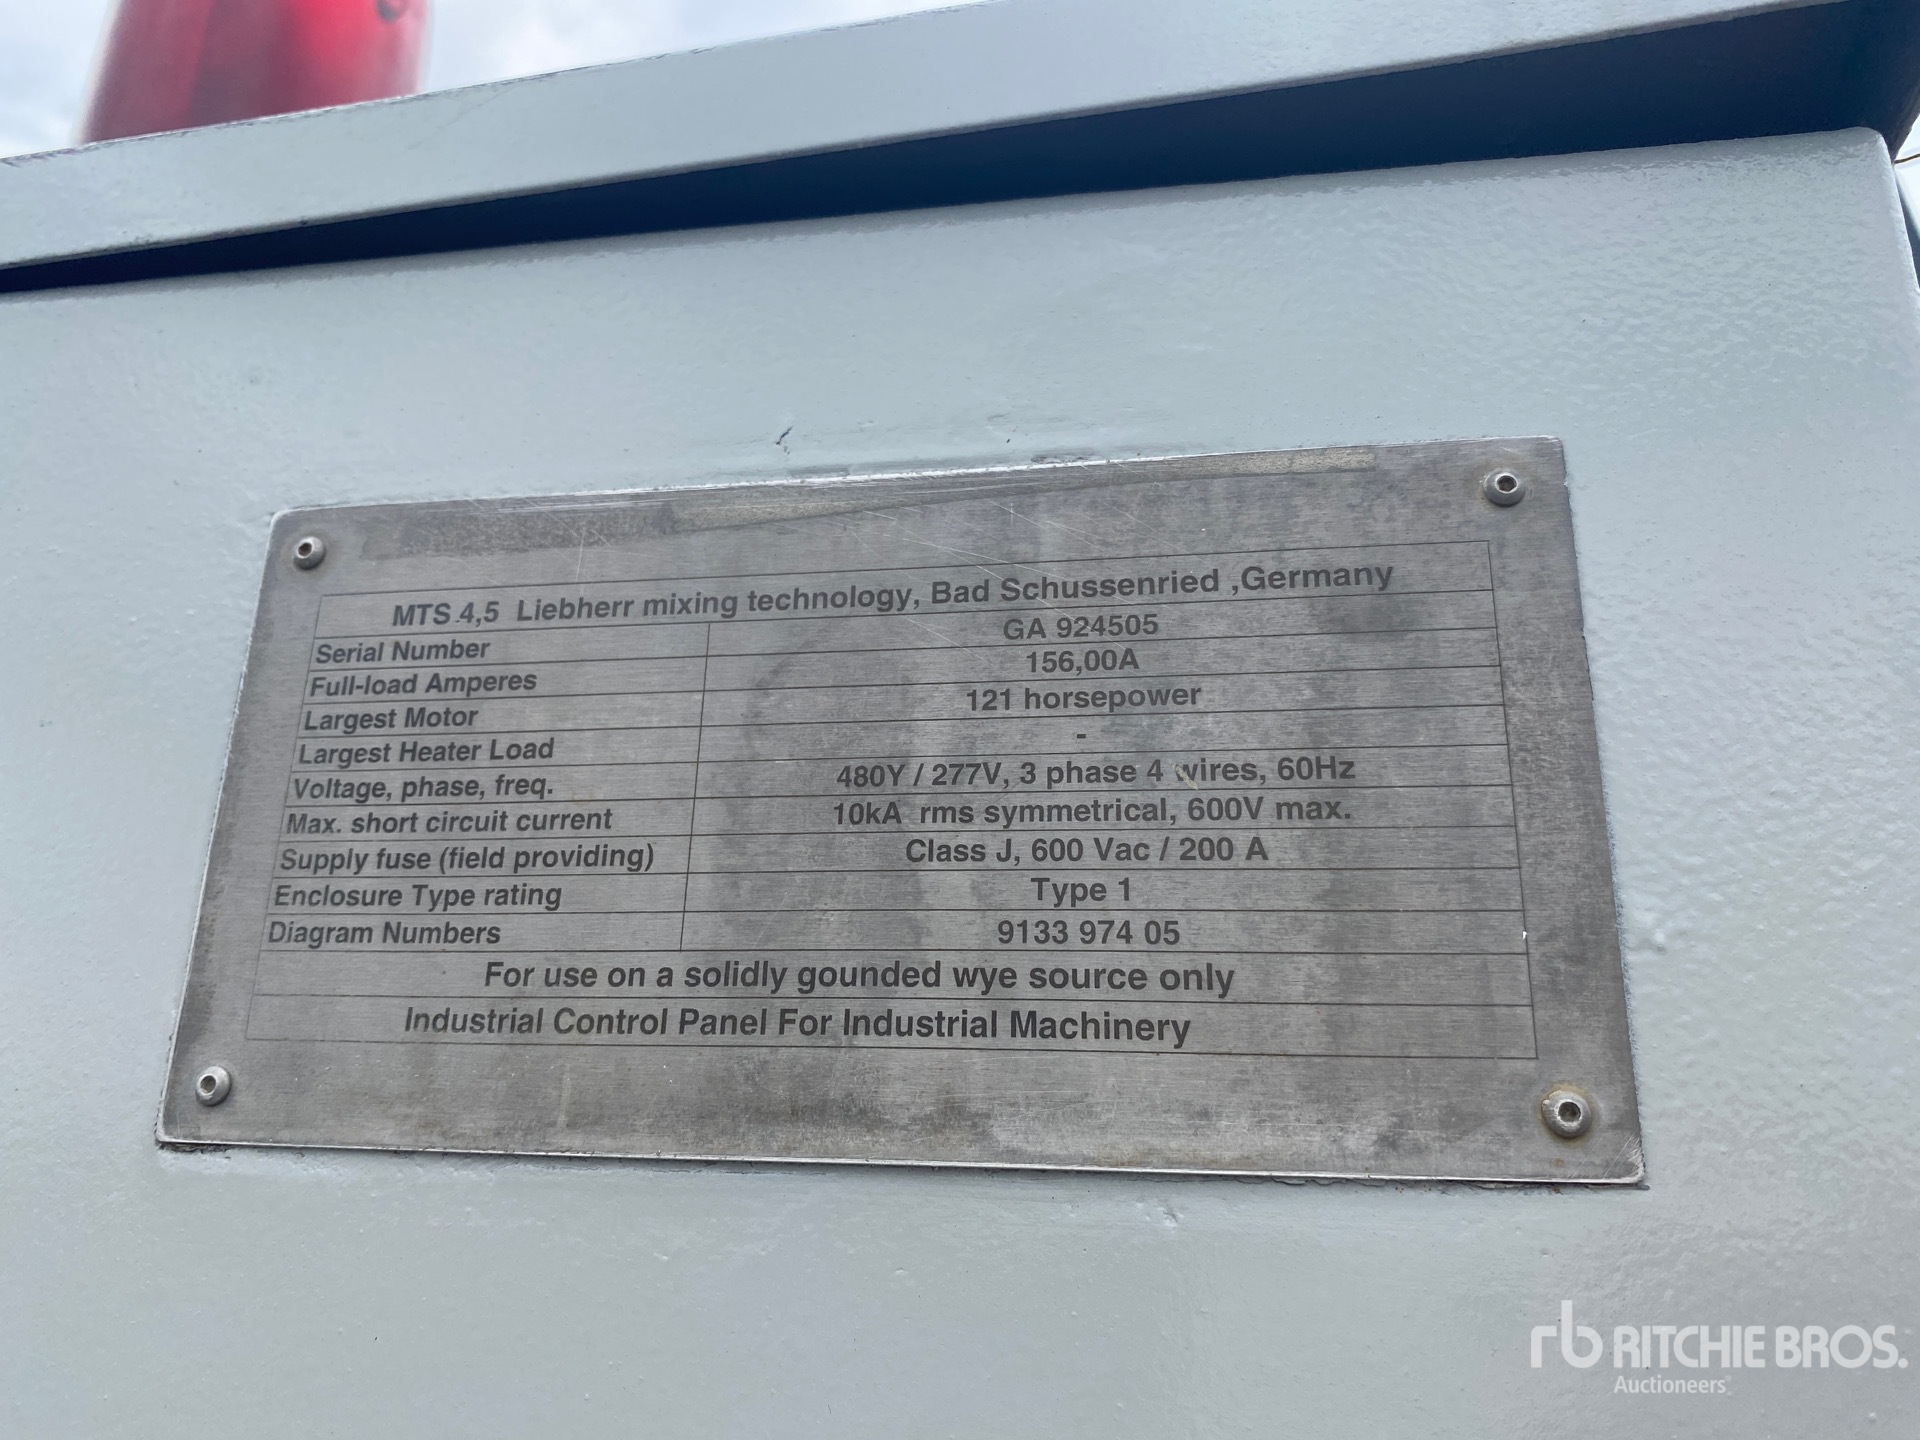 MTS 4,5 Liebherr mixing technology, Bad Schussenried ,Germany
Serial Number GA 924505
Full-load Amperes 156,00A
Largest Motor 121 horsepower
Largest Heater Load -
Voltage, phase, freq. 480Y / 277V, 3 phase 4 wires, 60Hz
Max. short circuit current 10kA rms symmetrical, 600V max.
Supply fuse (field providing) Class J, 600 Vac / 200 A
Enclosure Type rating Type 1
Diagram Numbers 9133 974 05
For use on a solidly gounded wye source only
Industrial Control Panel For Industrial Machinery
rb RITCHIE BROS.
Auctioneers